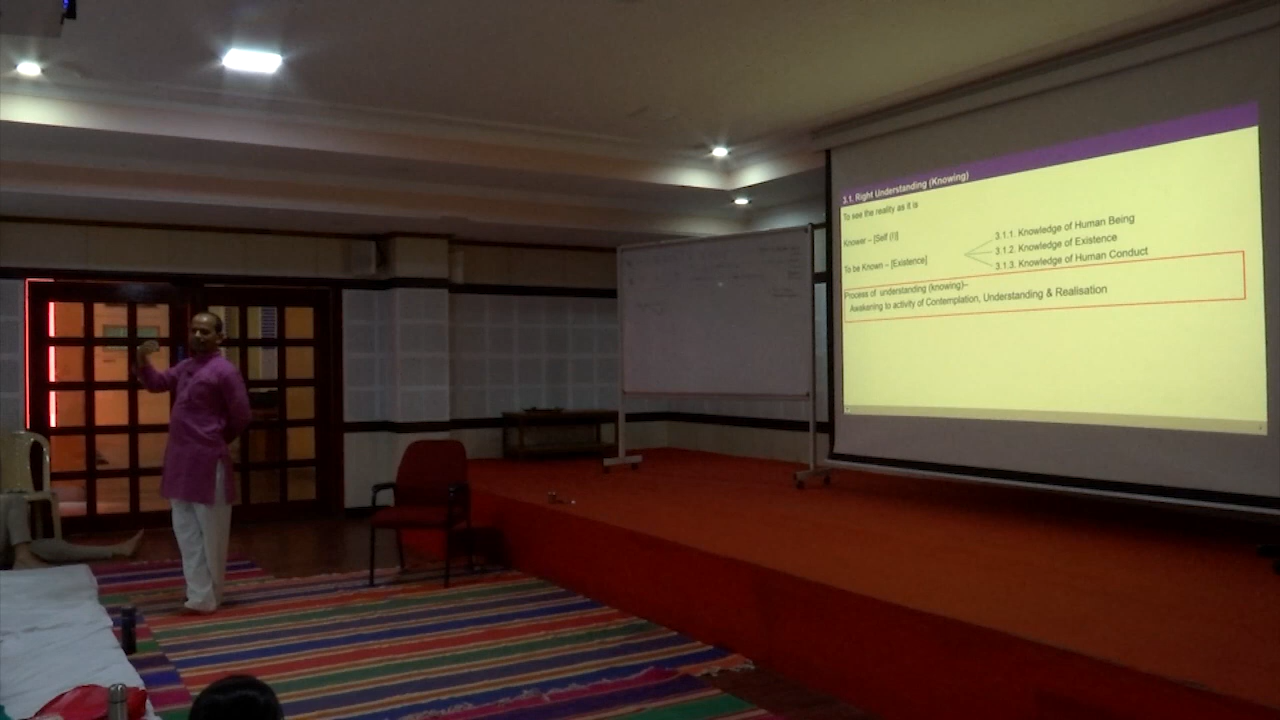 3.1. Right Understanding (Knowing)
To see the reality as it is
Knower – [Self (I)]
To be Known – [Existence]
3.1.1. Knowledge of Human Being
3.1.2. Knowledge of Existence
3.1.3. Knowledge of Human Conduct
Process of understanding (knowing)–
Awakening to activity of Contemplation, Understanding & Realisation